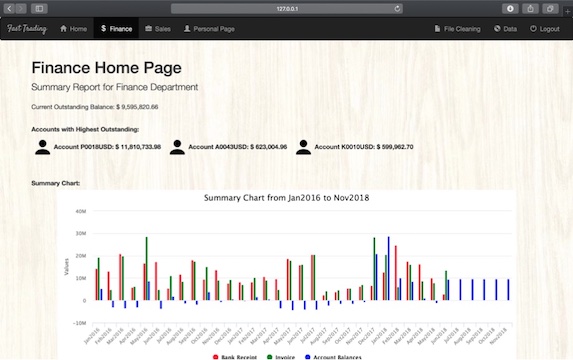 127.0.0.1
Fast Trading Home $ Finance Sales Personal Page File Cleaning Data Logout
Finance Home Page
Summary Report for Finance Department
Current Outstanding Balance: $ 9,595,820.66
Accounts with Highest Outstanding:
Account P0018USD: $ 11,810,733.98 Account A0043USD: $ 623,004.96 Account K0010USD: $ 599,962.70
Summary Chart:
Summary Chart from Jan2016 to Nov2018
40M
30M
20M
10M
0
-10M
Values
Jan2016 Feb2016 Mar2016 Apr2016 May2016 Jun2016 Jul2016 Aug2016 Sep2016 Oct2016 Nov2016 Dec2016 Jan2017 Feb2017 Mar2017 Apr2017 May2017 Jun2017 Jul2017 Aug2017 Sep2017 Oct2017 Nov2017 Dec2017 Jan2018 Feb2018 Mar2018 Apr2018 May2018 Jun2018 Jul2018 Aug2018 Sep2018 Oct2018 Nov2018
Bank Receipt Invoice Account Balances